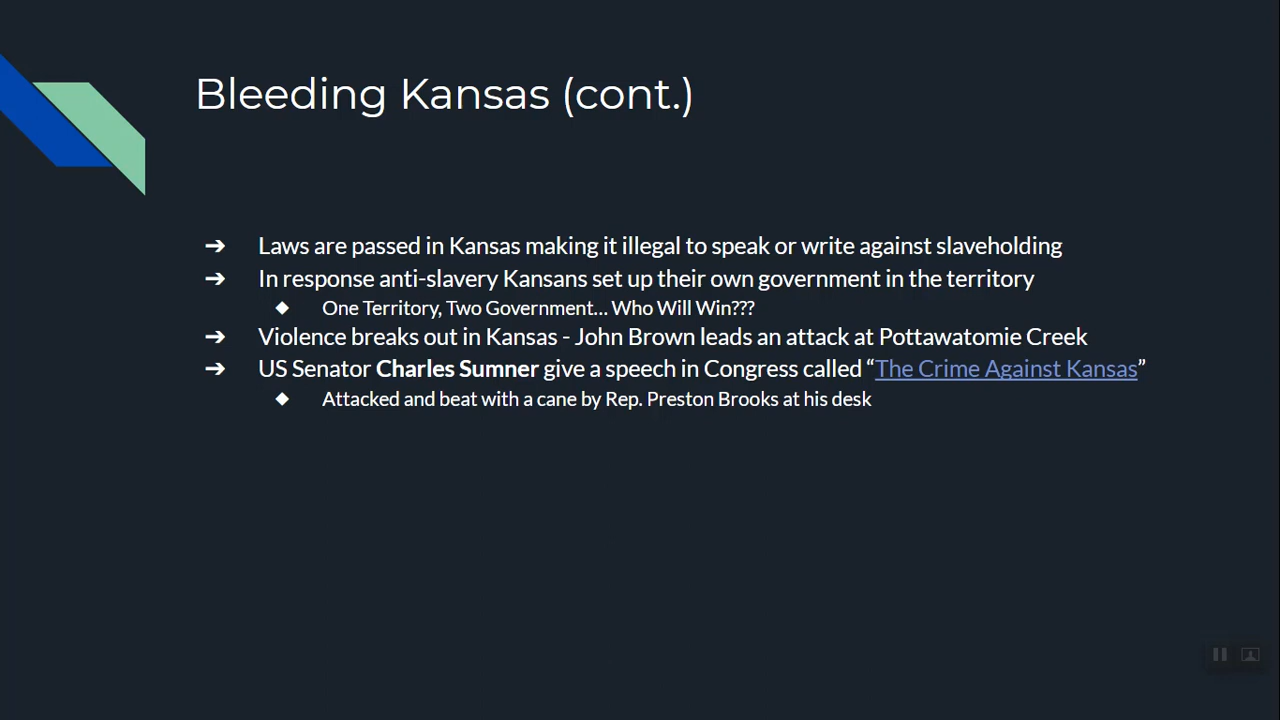 Bleeding Kansas (cont.)
➔ Laws are passed in Kansas making it illegal to speak or write against slaveholding
➔ In response anti-slavery Kansans set up their own government in the territory
◆ One Territory, Two Government... Who Will Win???
➔ Violence breaks out in Kansas - John Brown leads an attack at Pottawatomie Creek
➔ US Senator Charles Sumner give a speech in Congress called “The Crime Against Kansas”
◆ Attacked and beat with a cane by Rep. Preston Brooks at his desk